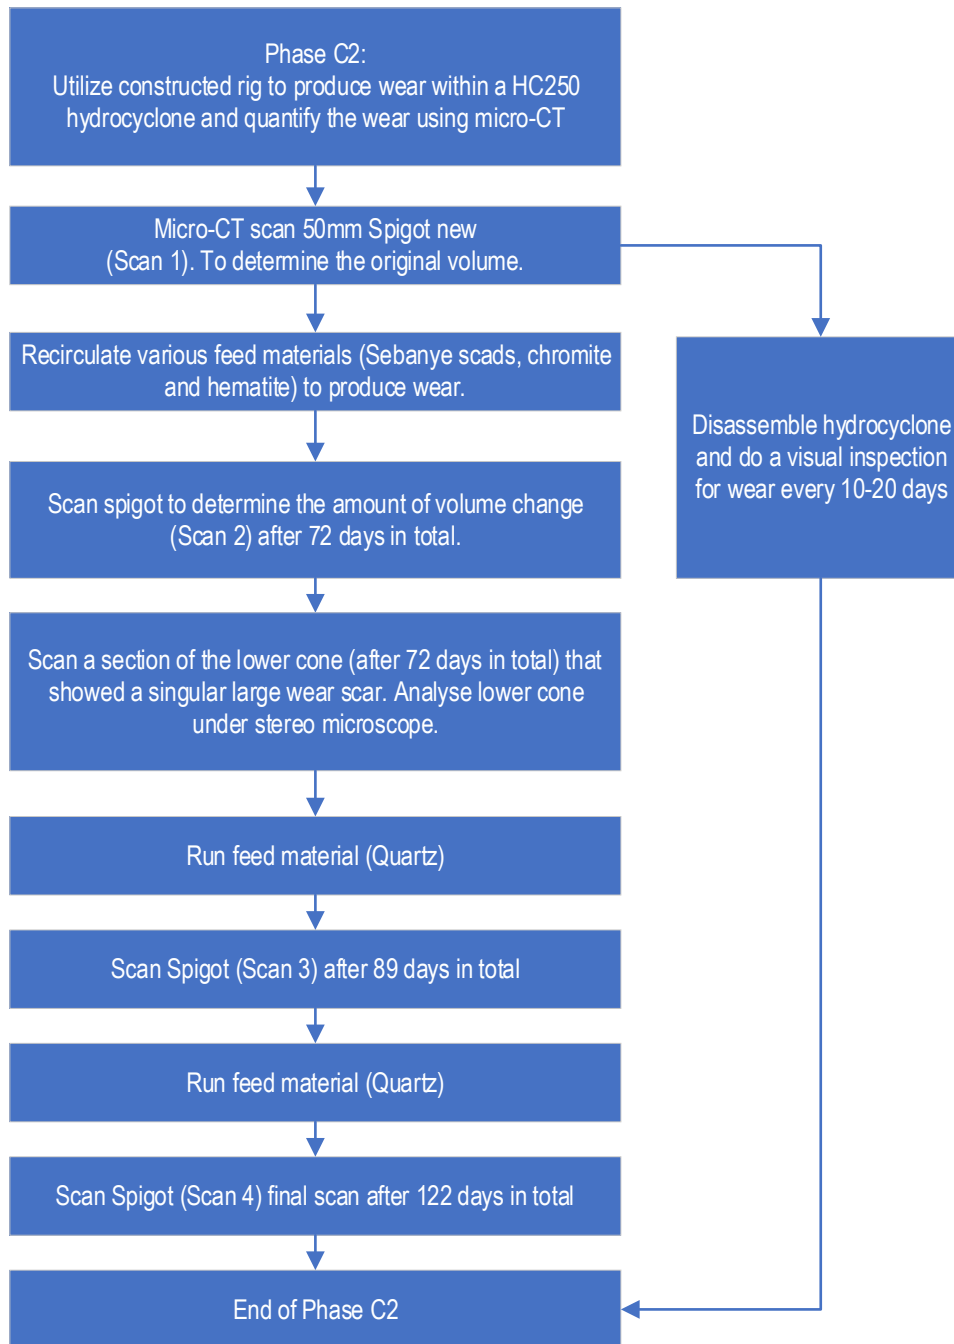 Phase C2:
Utilize constructed rig to produce wear within a HC250
hydrocyclone and quantify the wear using micro-CT
Micro-CT scan 50mm Spigot new
(Scan 1). To determine the original volume.
Recirculate various feed materials (Sebanye scads, chromite
and hematite) to produce wear.
Disassemble hydrocyclone
and do a visual inspection
for wear every 10-20 days
Scan spigot to determine the amount of volume change
(Scan 2) after 72 days in total.
Scan a section of the lower cone (after 72 days in total) that
showed a singular large wear scar. Analyse lower cone
under stereo microscope.
Run feed material (Quartz)
Scan Spigot (Scan 3) after 89 days in total
Run feed material (Quartz)
Scan Spigot (Scan 4) final scan after 122 days in total
End of Phase C2